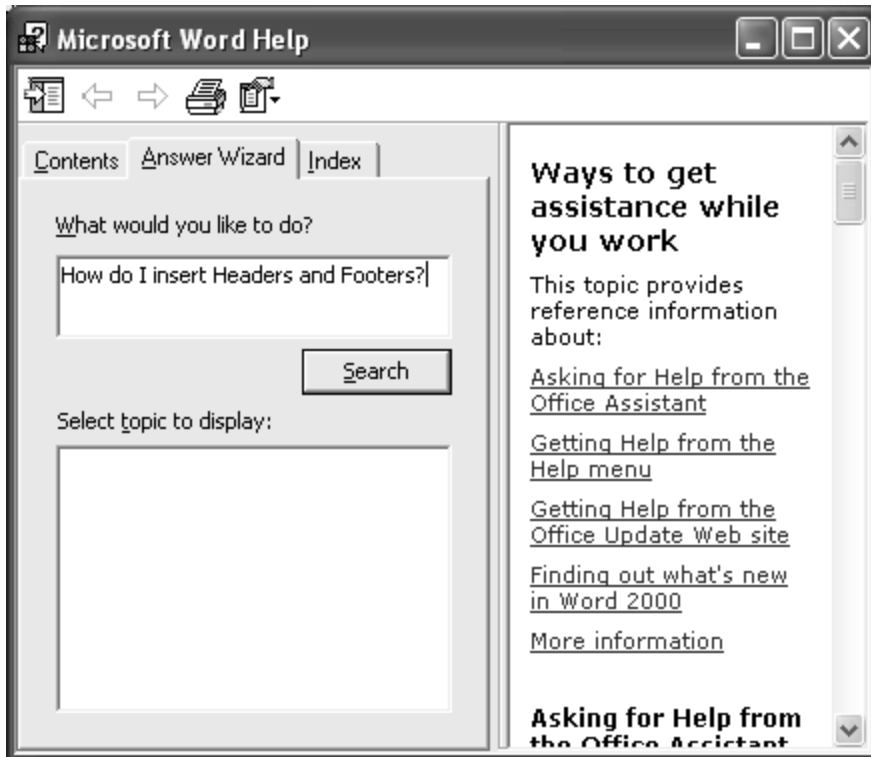 Microsoft Word Help
Contents
Answer Wizard
Index
What would you like to do?
How do I insert Headers and Footers?
Search
Select topic to display:
Ways to get
assistance while
you work
This topic provides
reference information
about:
Asking for Help from the
Office Assistant
Getting Help from the
Help menu
Getting Help from the
Office Update Web site
Finding out what's new
in Word 2000
More information
Asking for Help from
the Office Assistant